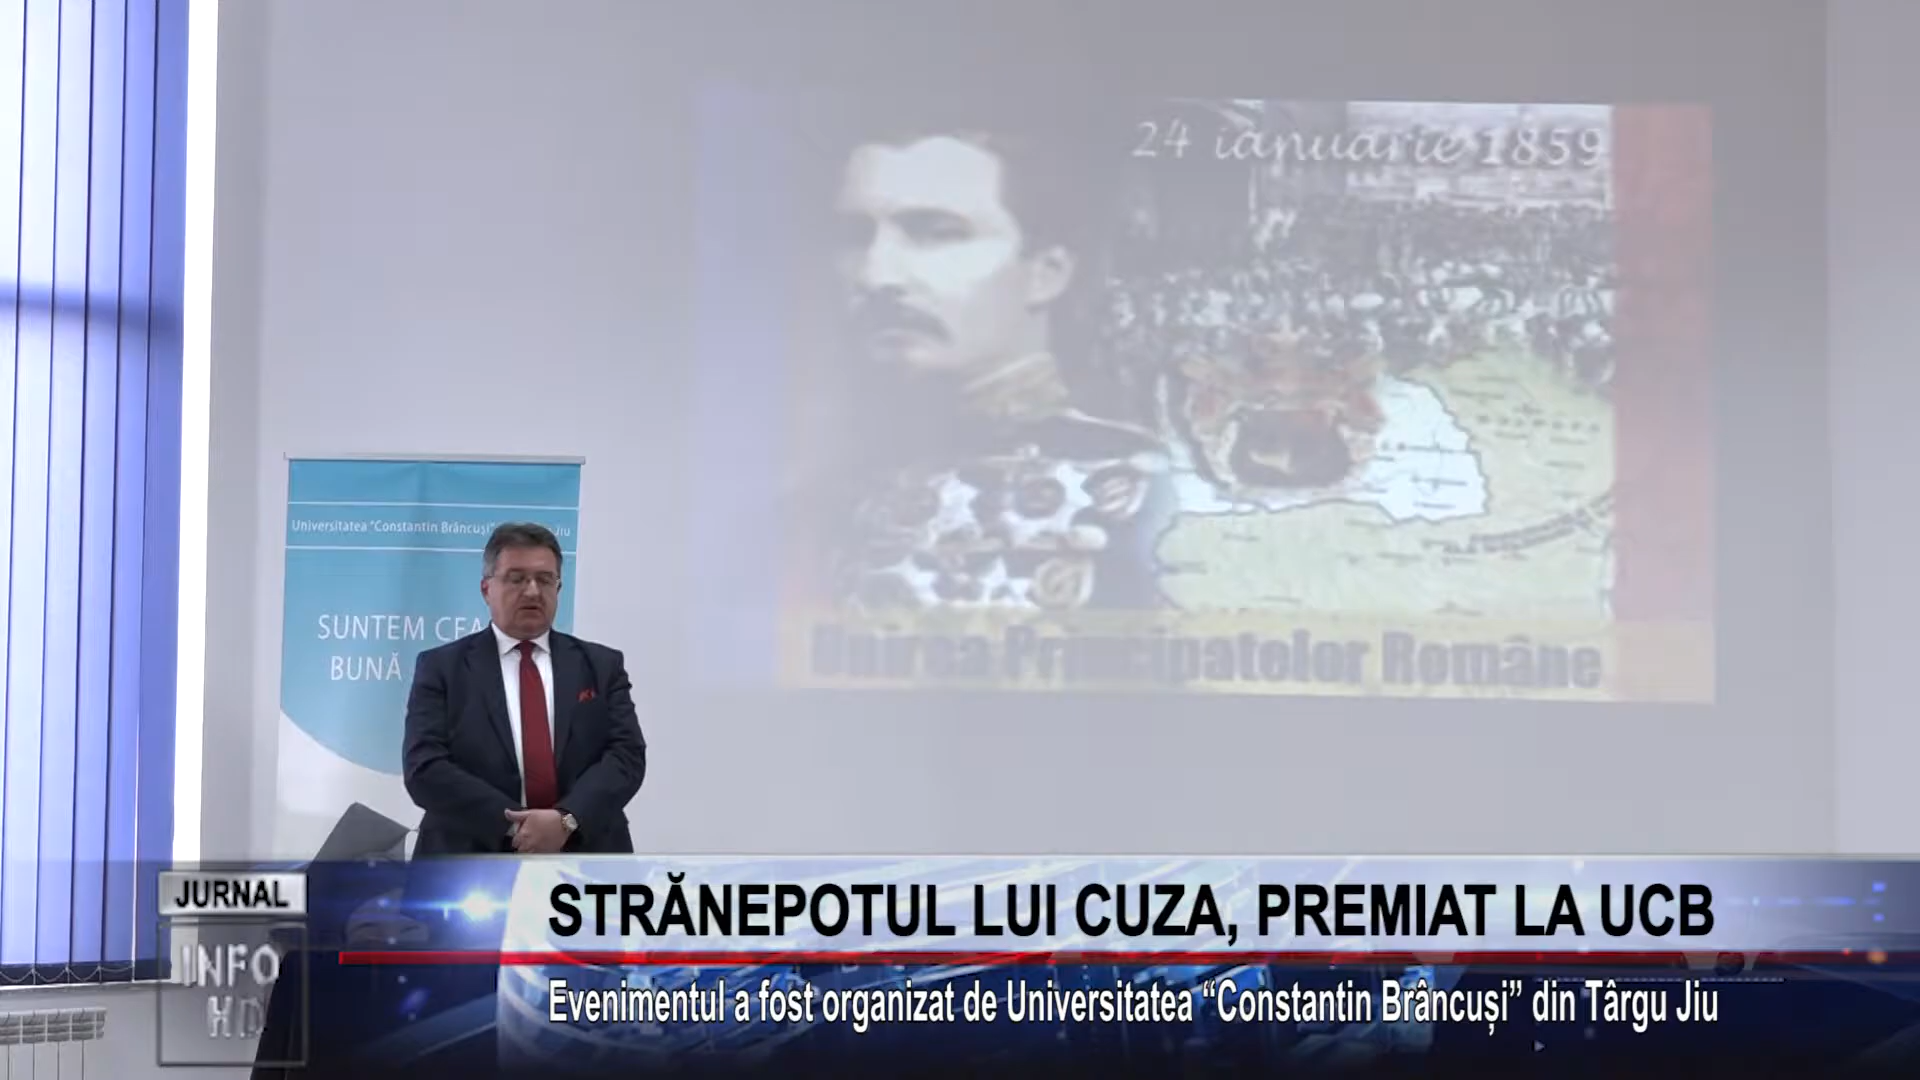 24 ianuarie 1859
Unirea Principatelor Române
Universitatea "Constantin Brâncuși" Jiu
SUNTEM CEA
BUNĂ
JURNAL
INFO
HD
STRĂNEPOTUL LUI CUZA, PREMIAT LA UCB
Evenimentul a fost organizat de Universitatea “Constantin Brâncuși” din Târgu Jiu